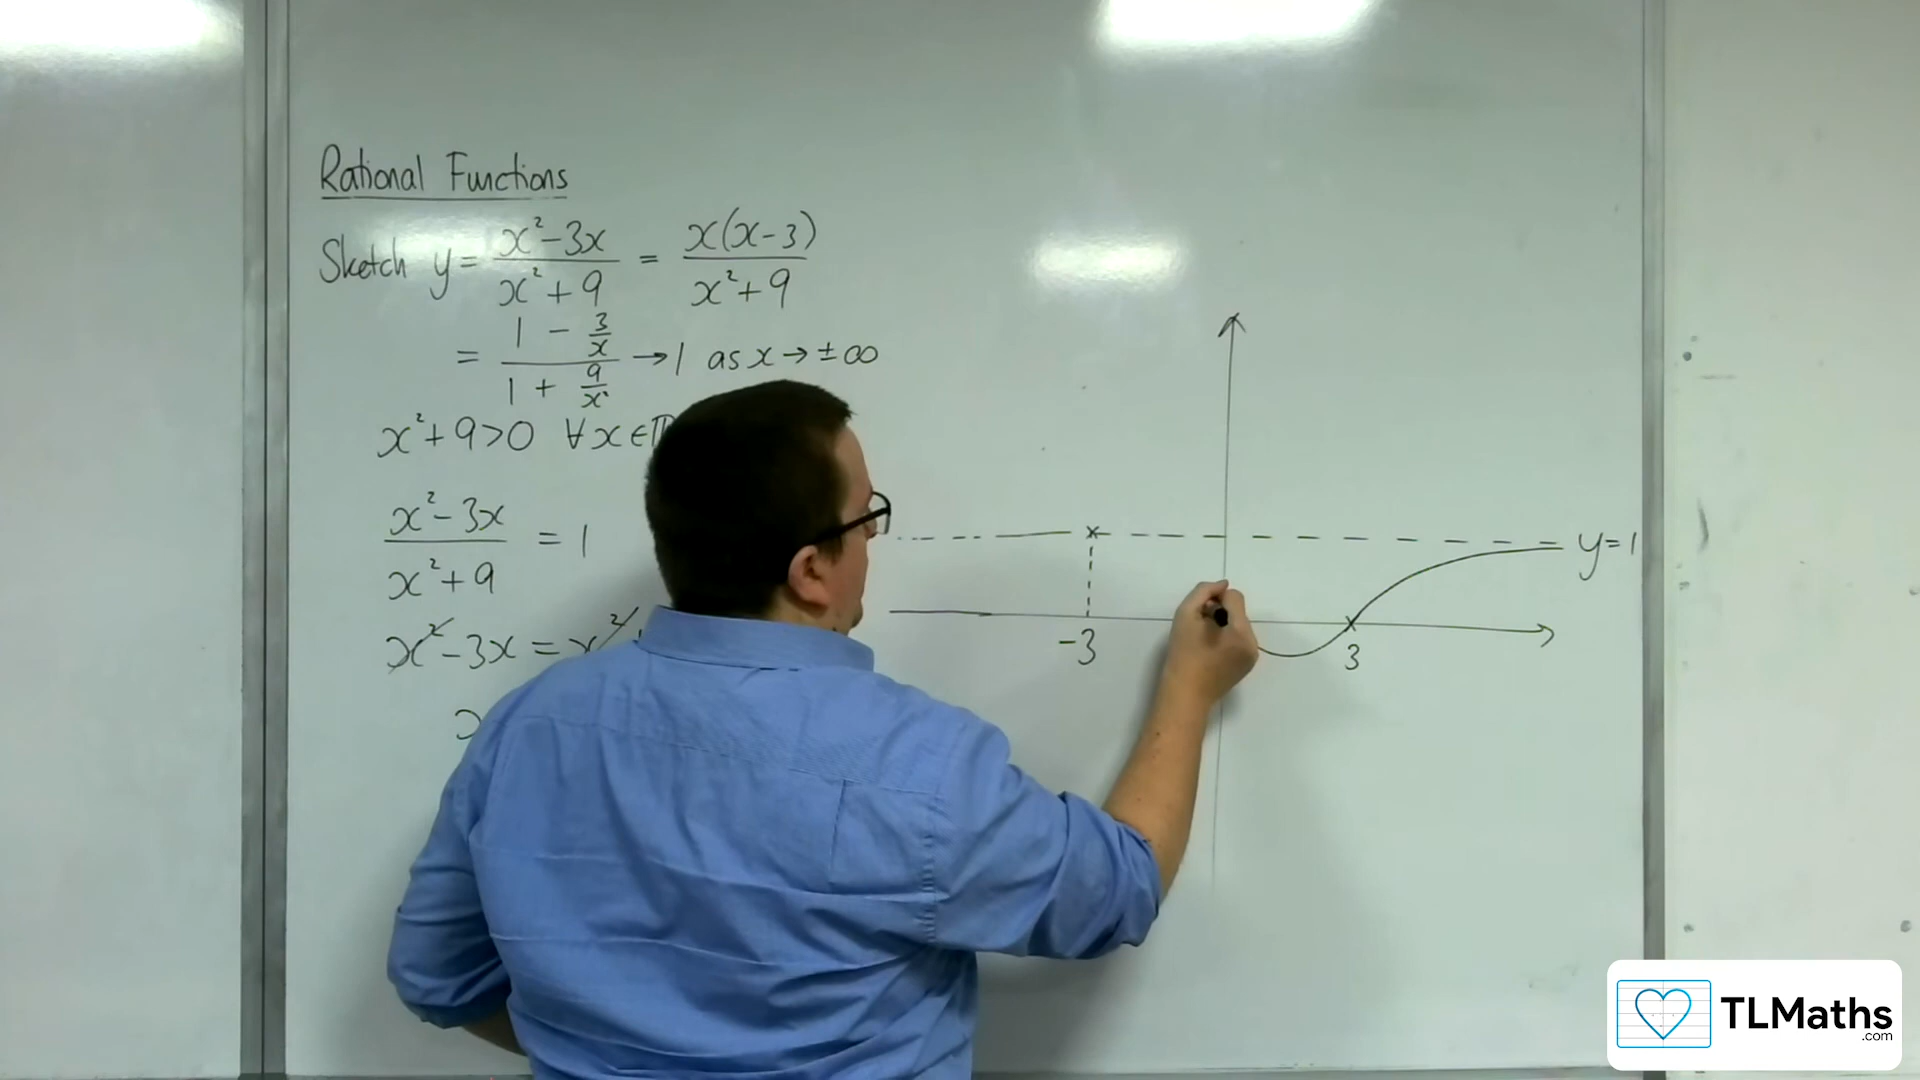 Rational Functions
Sketch y = x²-3x / x²+9 = x(x-3) / x²+9
= 1 - 3/x / 1 + 9/x² → 1 as x → ±∞
x²+9>0 ∀x∈
x²-3x / x²+9 = 1
x²-3x = x²
y=1
-3
3
TLMaths
.com